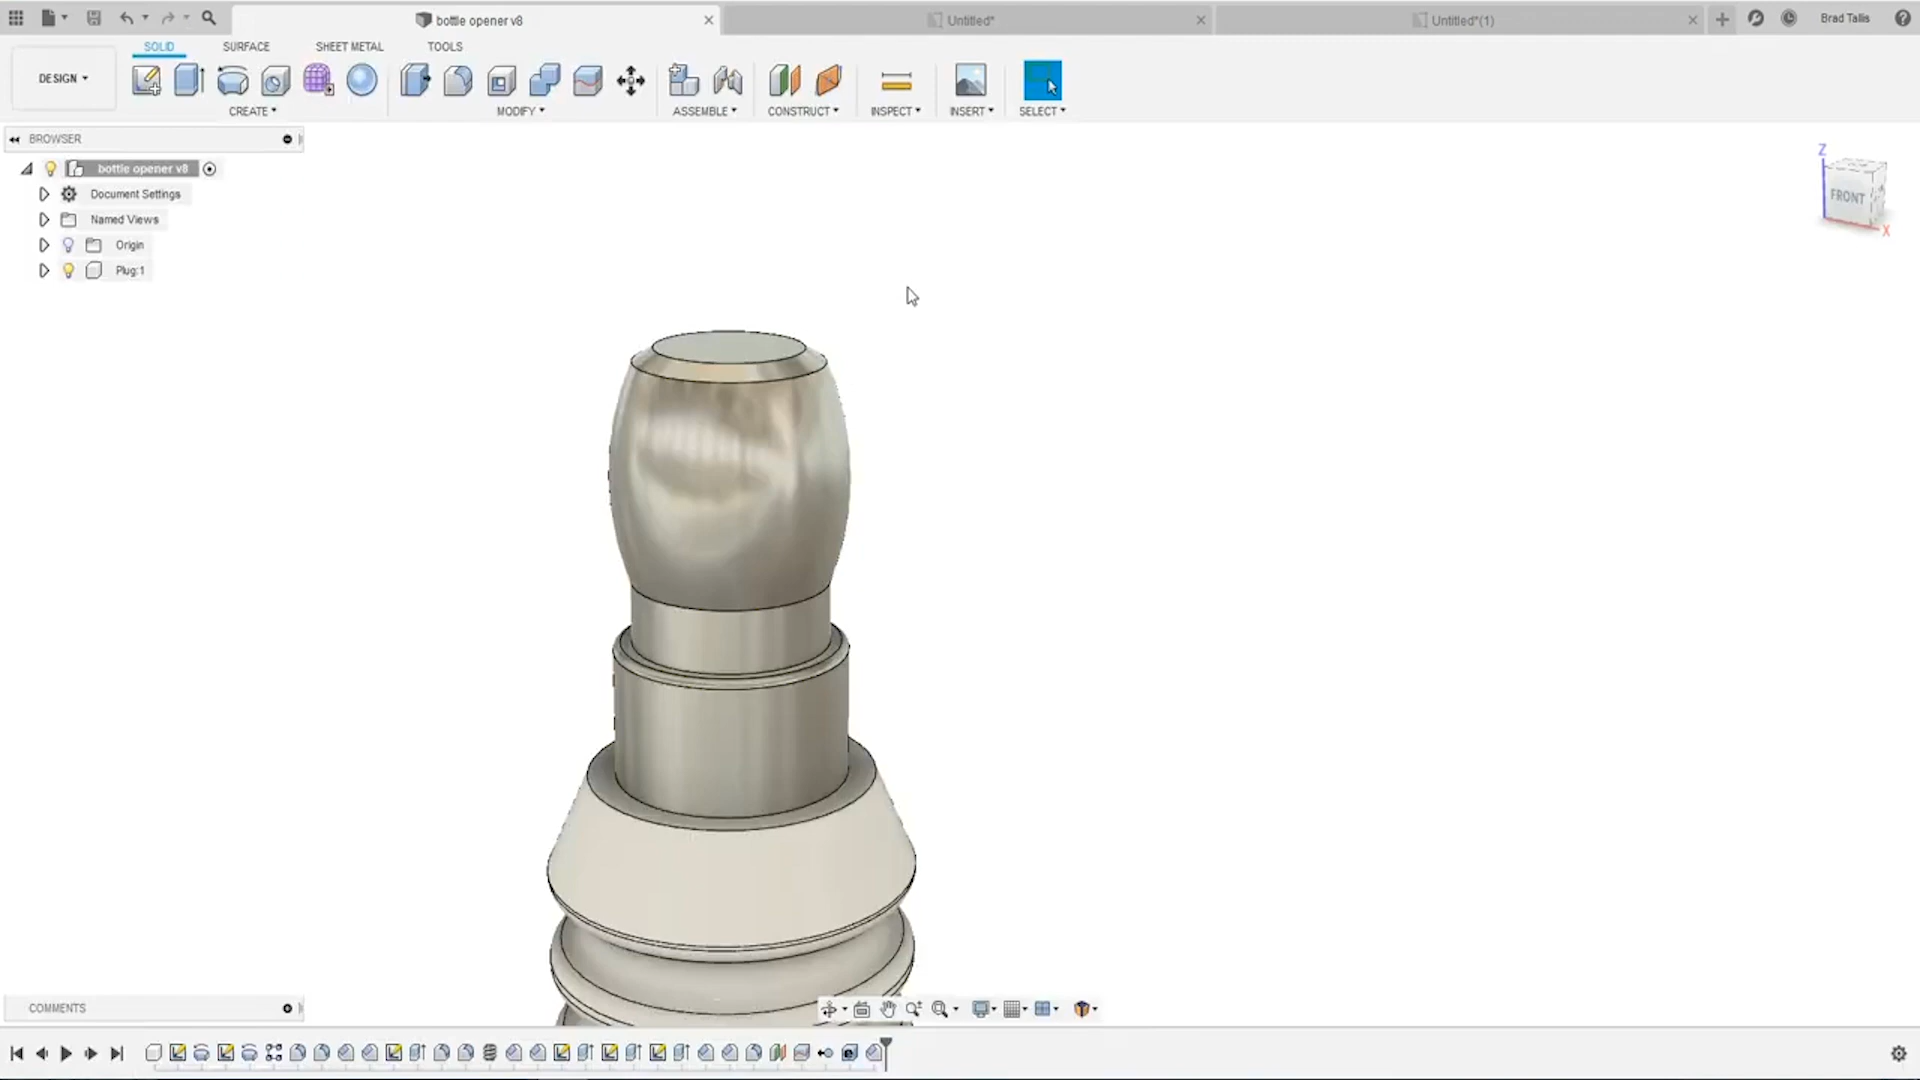 bottle opener v8
Untitled*
Untitled*(1)
Brad Tallis
DESIGN
SOLID
SURFACE
SHEET METAL
TOOLS
CREATE
MODIFY
ASSEMBLE
CONSTRUCT
INSPECT
INSERT
SELECT
BROWSER
bottle opener v8
Document Settings
Named Views
Origin
Plug:1
Z
FRONT
X
COMMENTS